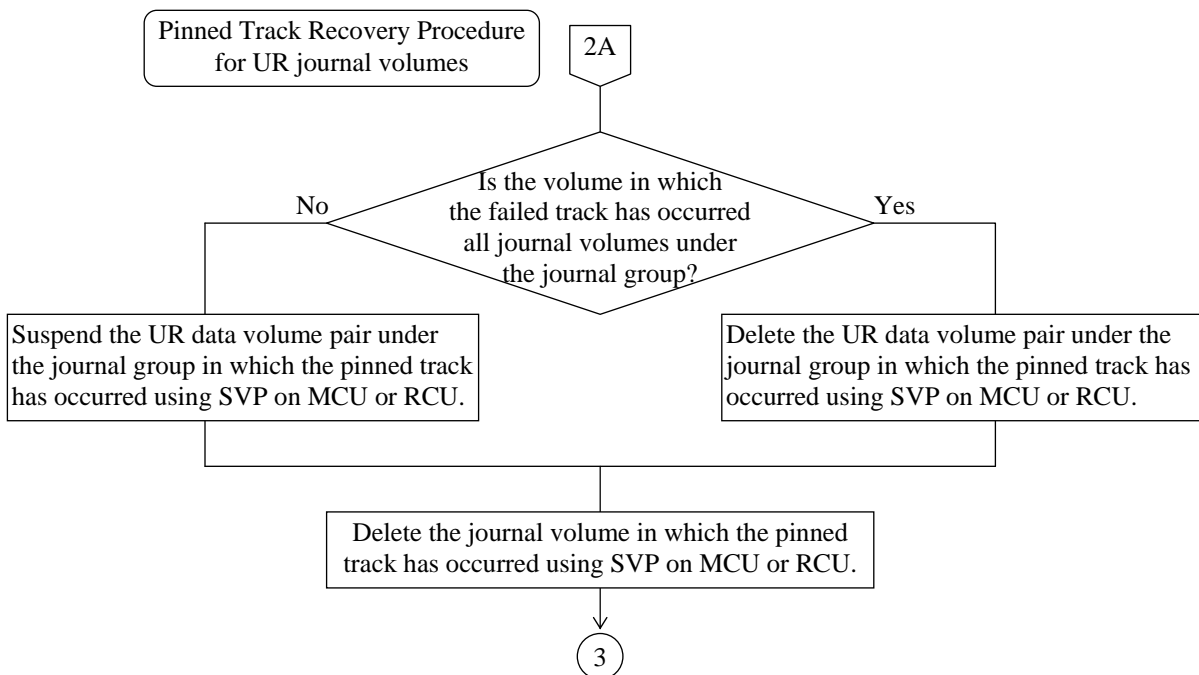 Pinned Track Recovery Procedure
for UR journal volumes
2A
Is the volume in which
the failed track has occurred
all journal volumes under
the journal group?
No
Yes
Suspend the UR data volume pair under
the journal group in which the pinned track
has occurred using SVP on MCU or RCU.
Delete the UR data volume pair under the
journal group in which the pinned track has
occurred using SVP on MCU or RCU.
Delete the journal volume in which the pinned
track has occurred using SVP on MCU or RCU.
3